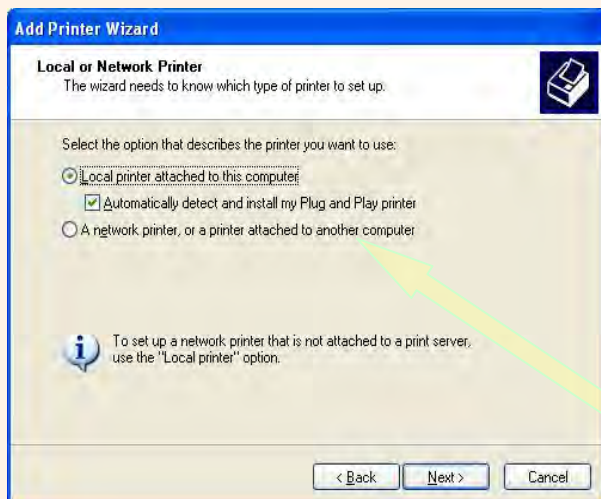 Add Printer Wizard
Local or Network Printer
The wizard needs to know which type of printer to set up.
Select the option that describes the printer you want to use:
Local printer attached to this computer
Automatically detect and install my Plug and Play printer
A network printer, or a printer attached to another computer
To set up a network printer that is not attached to a print server,
use the "Local printer" option.
< Back
Next >
Cancel